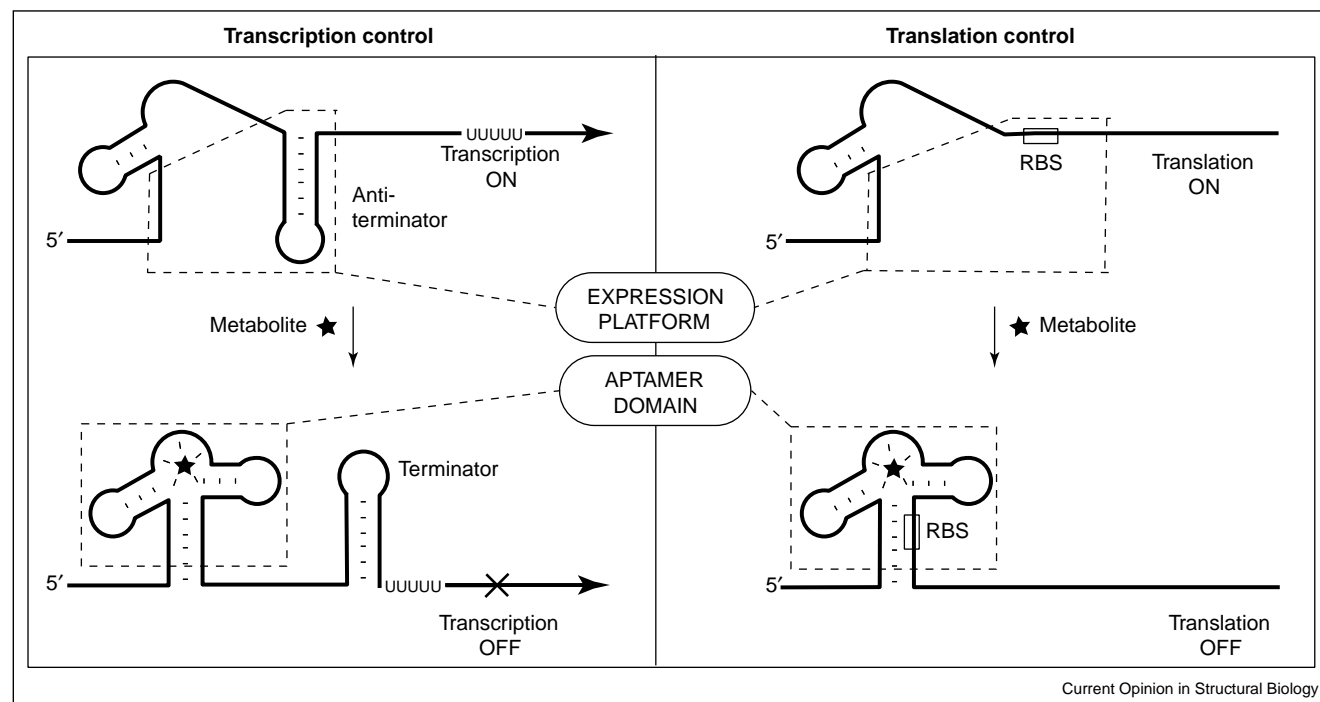 Transcription control
Translation control
UUUUU
Transcription
ON
Anti-
terminator
5′
RBS
Translation
ON
5′
EXPRESSION
PLATFORM
Metabolite
Metabolite
APTAMER
DOMAIN
Terminator
5′
UUUUU
Transcription
OFF
RBS
5′
Translation
OFF
Current Opinion in Structural Biology